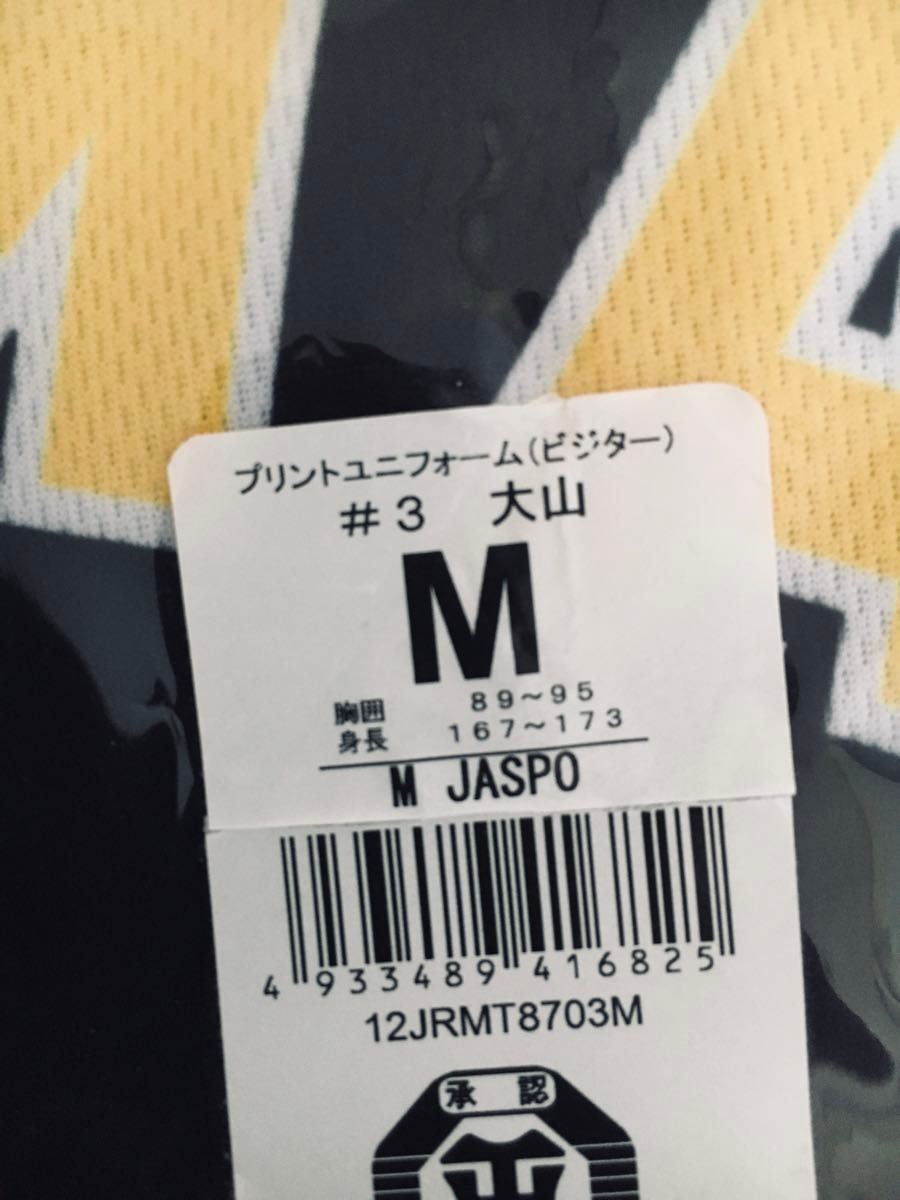 プリントユニフォーム(ビジター)
#3 大山
M
胸囲 89~95
身長 167~173
M JASPO
4 933489 416825
12JRMT8703M
承 認